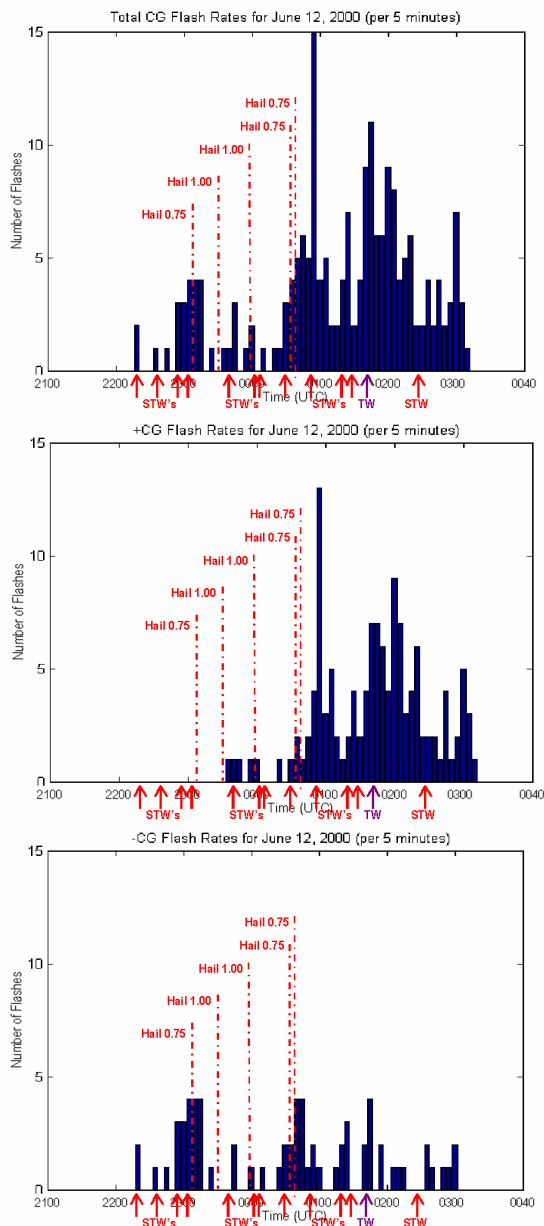 Total CG Flash Rates for June 12, 2000 (per 5 minutes)
15
Hail 0.75
Hail 0.75
10
Hail 1.00
Hail 1.00
Hail 0.75
5
0
Number of Flashes
2100 2200 2300 0000 0100 0200 0300 0040
STW's STW's STW's TW STW
Time (UTC)
+CG Flash Rates for June 12, 2000 (per 5 minutes)
15
Hail 0.75
Hail 0.75
10
Hail 1.00
Hail 1.00
Hail 0.75
5
0
Number of Flashes
2100 2200 2300 0000 0100 0200 0300 0040
STW's STW's STW's TW STW
Time (UTC)
-CG Flash Rates for June 12, 2000 (per 5 minutes)
15
Hail 0.75
Hail 0.75
10
Hail 1.00
Hail 1.00
Hail 0.75
5
0
Number of Flashes
2100 2200 2300 0000 0100 0200 0300 0040
STW's STW's STW's TW STW
Time (UTC)